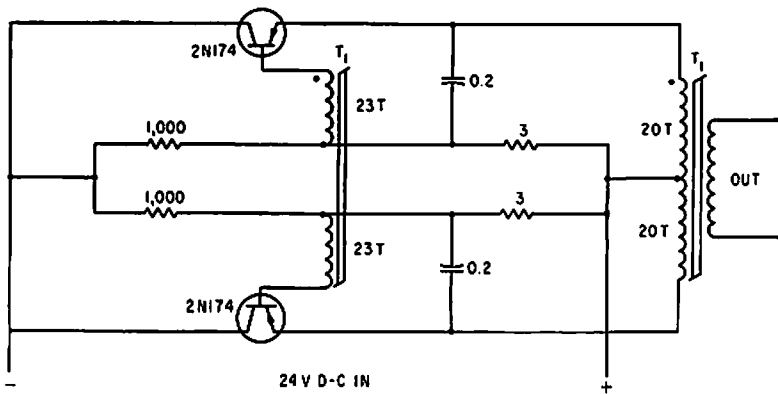 2N174
T1
23T
0.2
T1
1,000
3
20T
OUT
1,000
3
20T
23T
0.2
2N174
24V D-C IN
–
+